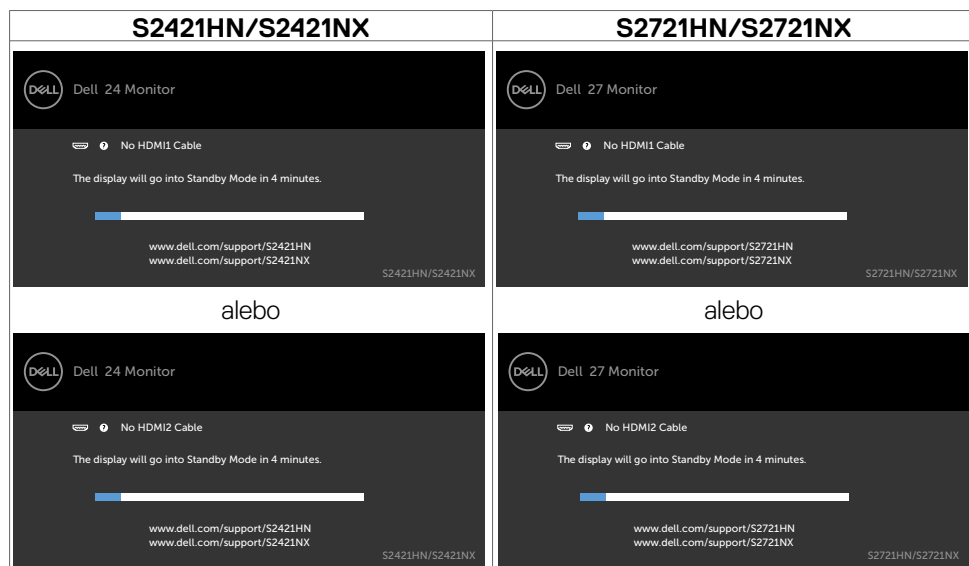 S2421HN/S2421NX
S2721HN/S2721NX
DELL Dell 24 Monitor
No HDMI1 Cable
The display will go into Standby Mode in 4 minutes.
www.dell.com/support/S2421HN
www.dell.com/support/S2421NX
S2421HN/S2421NX
DELL Dell 27 Monitor
No HDMI1 Cable
The display will go into Standby Mode in 4 minutes.
www.dell.com/support/S2721HN
www.dell.com/support/S2721NX
S2721HN/S2721NX
alebo
alebo
DELL Dell 24 Monitor
No HDMI2 Cable
The display will go into Standby Mode in 4 minutes.
www.dell.com/support/S2421HN
www.dell.com/support/S2421NX
S2421HN/S2421NX
DELL Dell 27 Monitor
No HDMI2 Cable
The display will go into Standby Mode in 4 minutes.
www.dell.com/support/S2721HN
www.dell.com/support/S2721NX
S2721HN/S2721NX